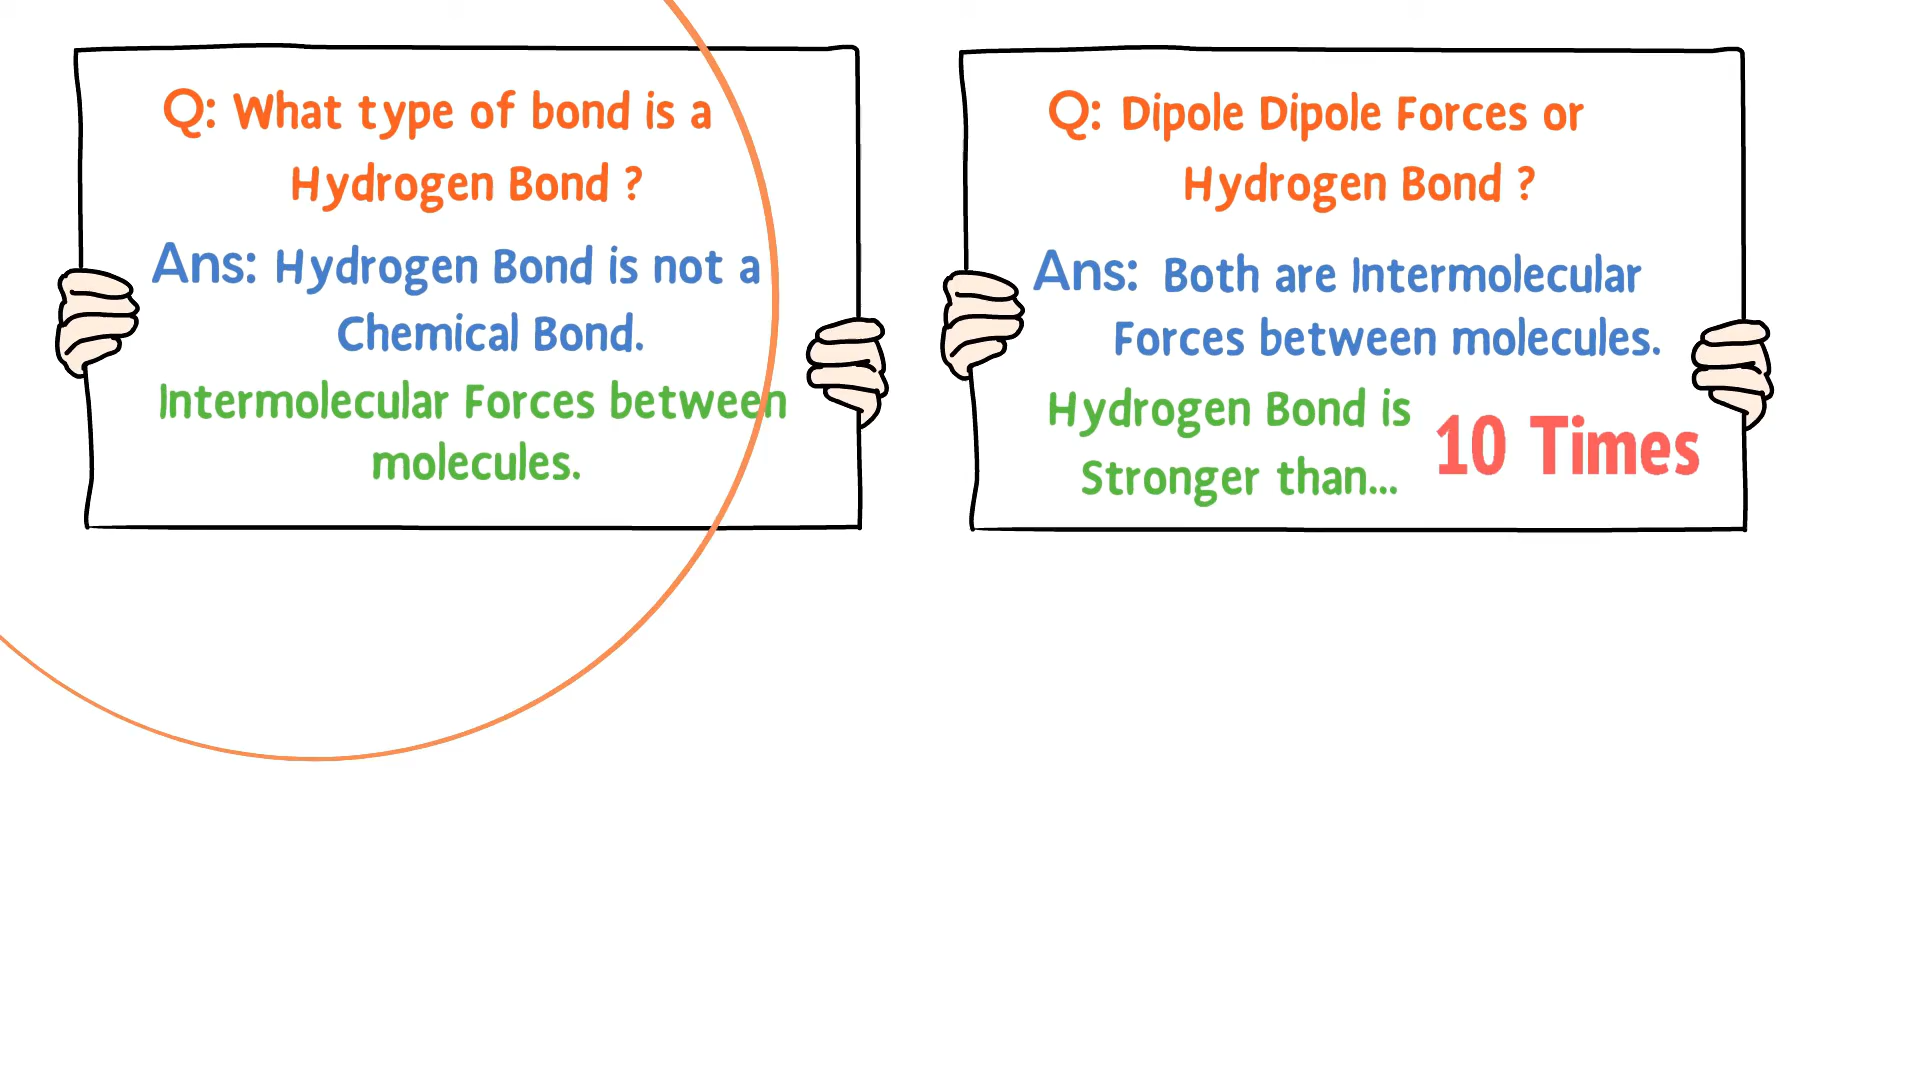 Q: What type of bond is a
Hydrogen Bond ?
Ans: Hydrogen Bond is not a
Chemical Bond.
Intermolecular Forces between
molecules.
Q: Dipole Dipole Forces or
Hydrogen Bond ?
Ans: Both are Intermolecular
Forces between molecules.
Hydrogen Bond is
Stronger than...
10 Times